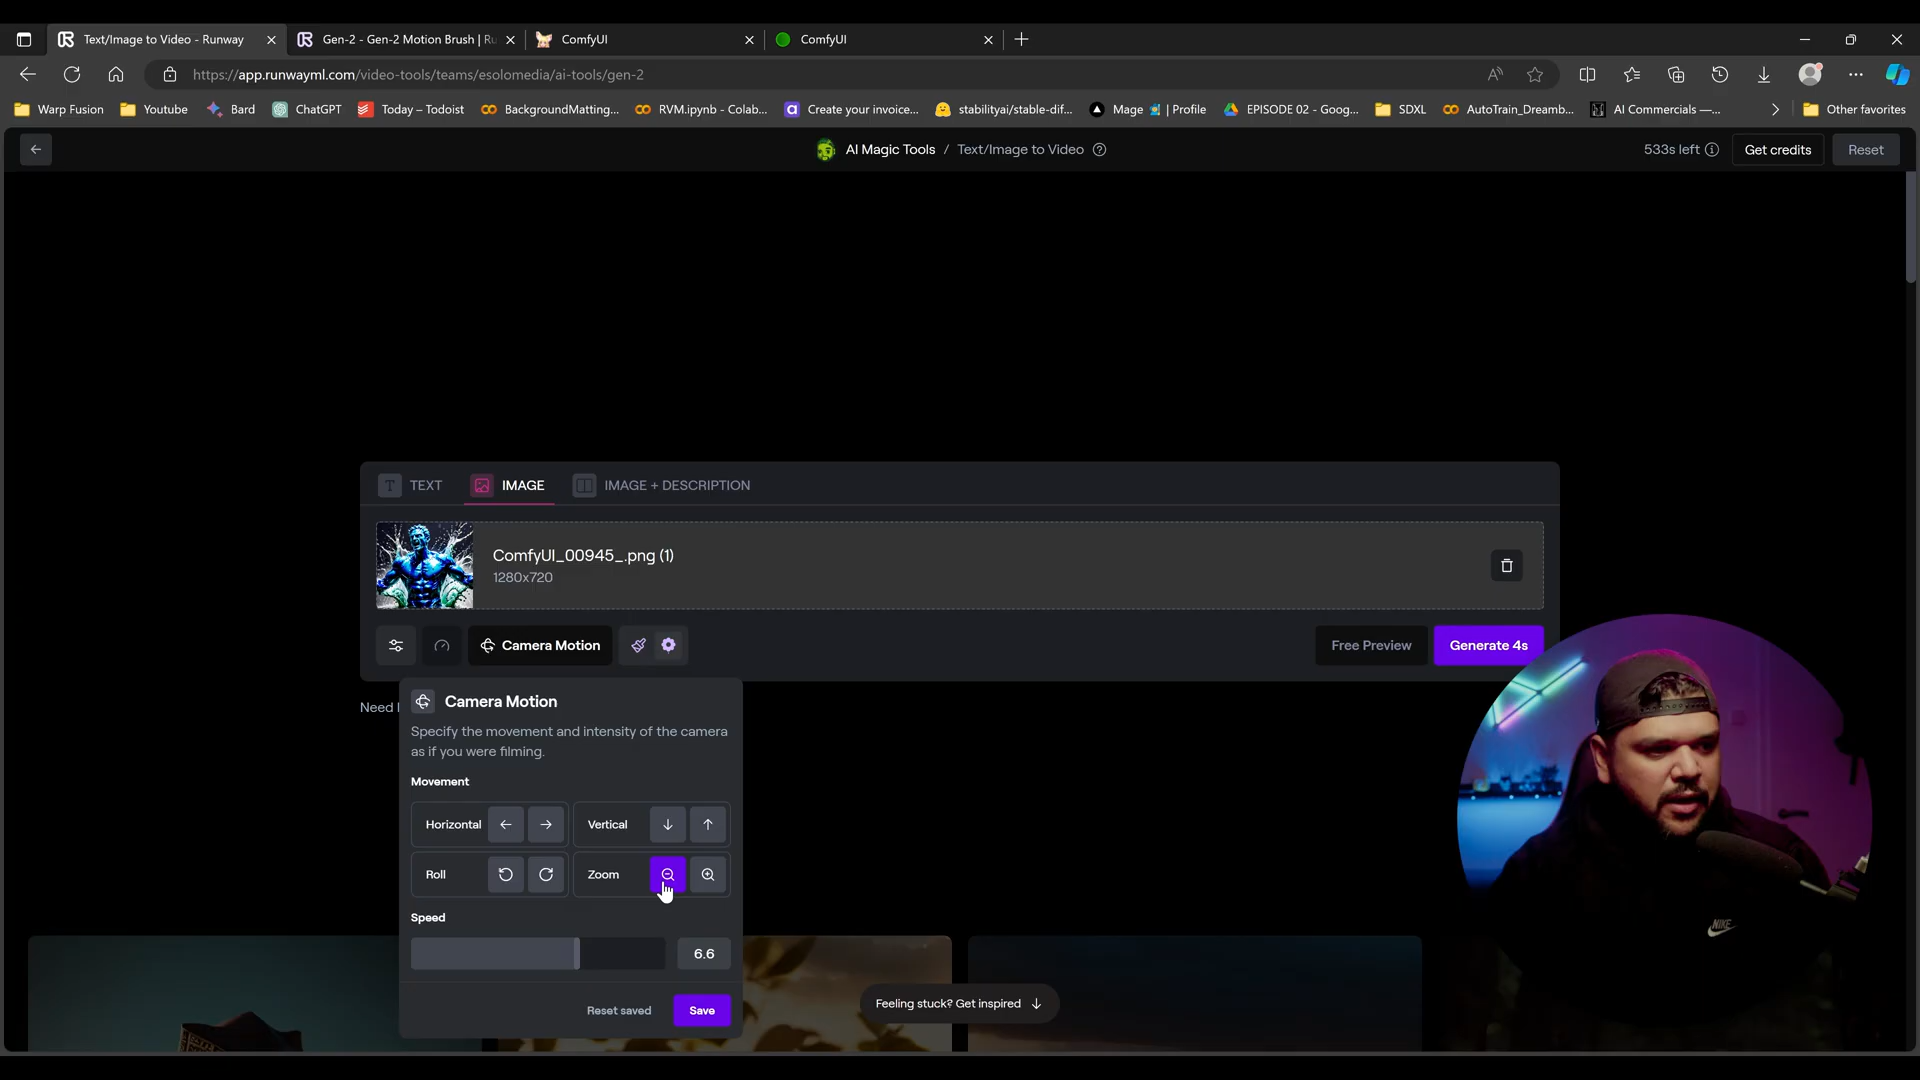 Text/Image to Video - Runway
Gen-2 - Gen-2 Motion Brush | Ru
ComfyUI
ComfyUI
https://app.runwayml.com/video-tools/teams/esolomedia/ai-tools/gen-2
Warp Fusion
Youtube
Bard
ChatGPT
Today – Todoist
BackgroundMatting...
RVM.ipynb - Colab...
Create your invoice...
stabilityai/stable-dif...
Mage
| Profile
EPISODE 02 - Goog...
SDXL
AutoTrain_Dreamb...
AI Commercials —...
Other favorites
AI Magic Tools / Text/Image to Video
533s left
Get credits
Reset
TEXT
IMAGE
IMAGE + DESCRIPTION
ComfyUI_00945_.png (1)
1280x720
Camera Motion
Free Preview
Generate 4s
Need
Camera Motion
Specify the movement and intensity of the camera
as if you were filming.
Movement
Horizontal
Vertical
Roll
Zoom
Speed
6.6
Reset saved
Save
Feeling stuck? Get inspired
NIKE